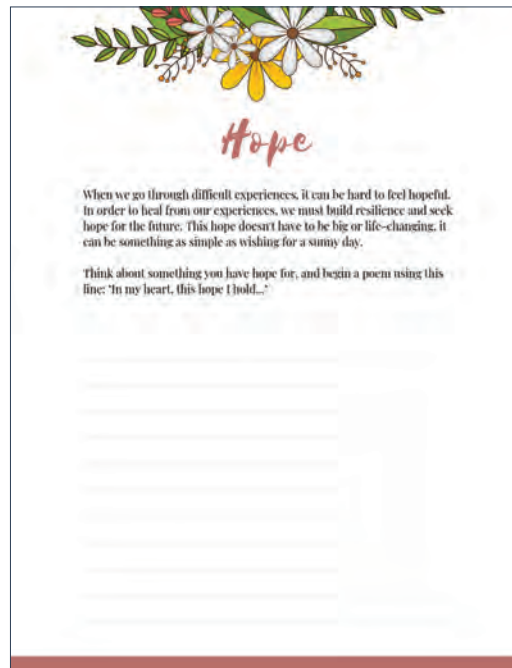 Hope
When we go through difficult experiences, it can be hard to feel hopeful.
In order to heal from our experiences, we must build resilience and seek
hope for the future. This hope doesn't have to be big or life-changing, it
can be something as simple as wishing for a sunny day.
Think about something you have hope for, and begin a poem using this
line: "In my heart, this hope I hold..."